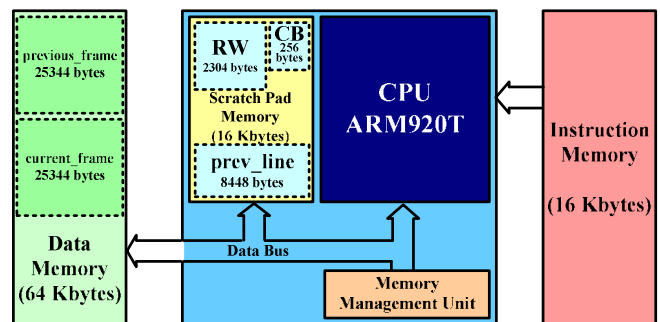 previous_frame
25344 bytes
current_frame
25344 bytes
Data
Memory
(64 Kbytes)
RW
2304 bytes
CB
256
bytes
Scratch Pad
Memory
(16 Kbytes)
prev_line
8448 bytes
CPU
ARM920T
Data Bus
Memory
Management Unit
Instruction
Memory
(16 Kbytes)